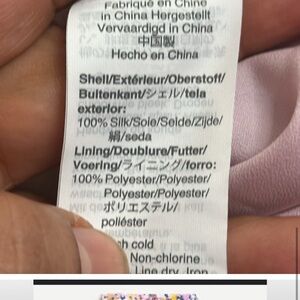 Fabriqué en Chine
in China Hergestellt
Vervaardigd in China
中国製
Hecho en China
Shell/Extérieur/Oberstoff/
Buitenkant/シェル/tela
exterior:
100% Silk/Soie/Seide/Zijde/
絹/seda
Lining/Doublure/Futter/
Voering/ライニング/forro:
100% Polyester/Polyester/
Polyester/Polyester/
ポリエステル/
poliéster
cold
Non-chlorine
Line dry. Iron